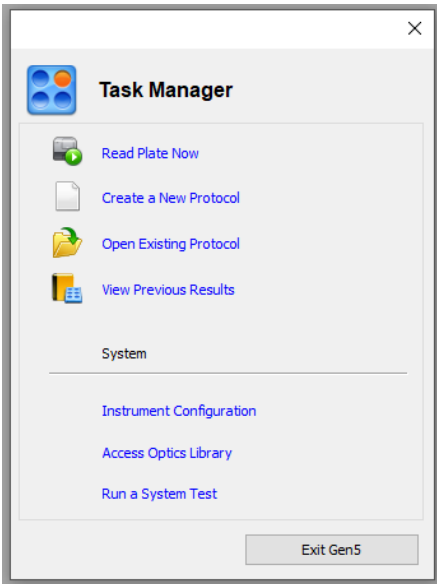 Task Manager
Read Plate Now
Create a New Protocol
Open Existing Protocol
View Previous Results
System
Instrument Configuration
Access Optics Library
Run a System Test
Exit Gen5